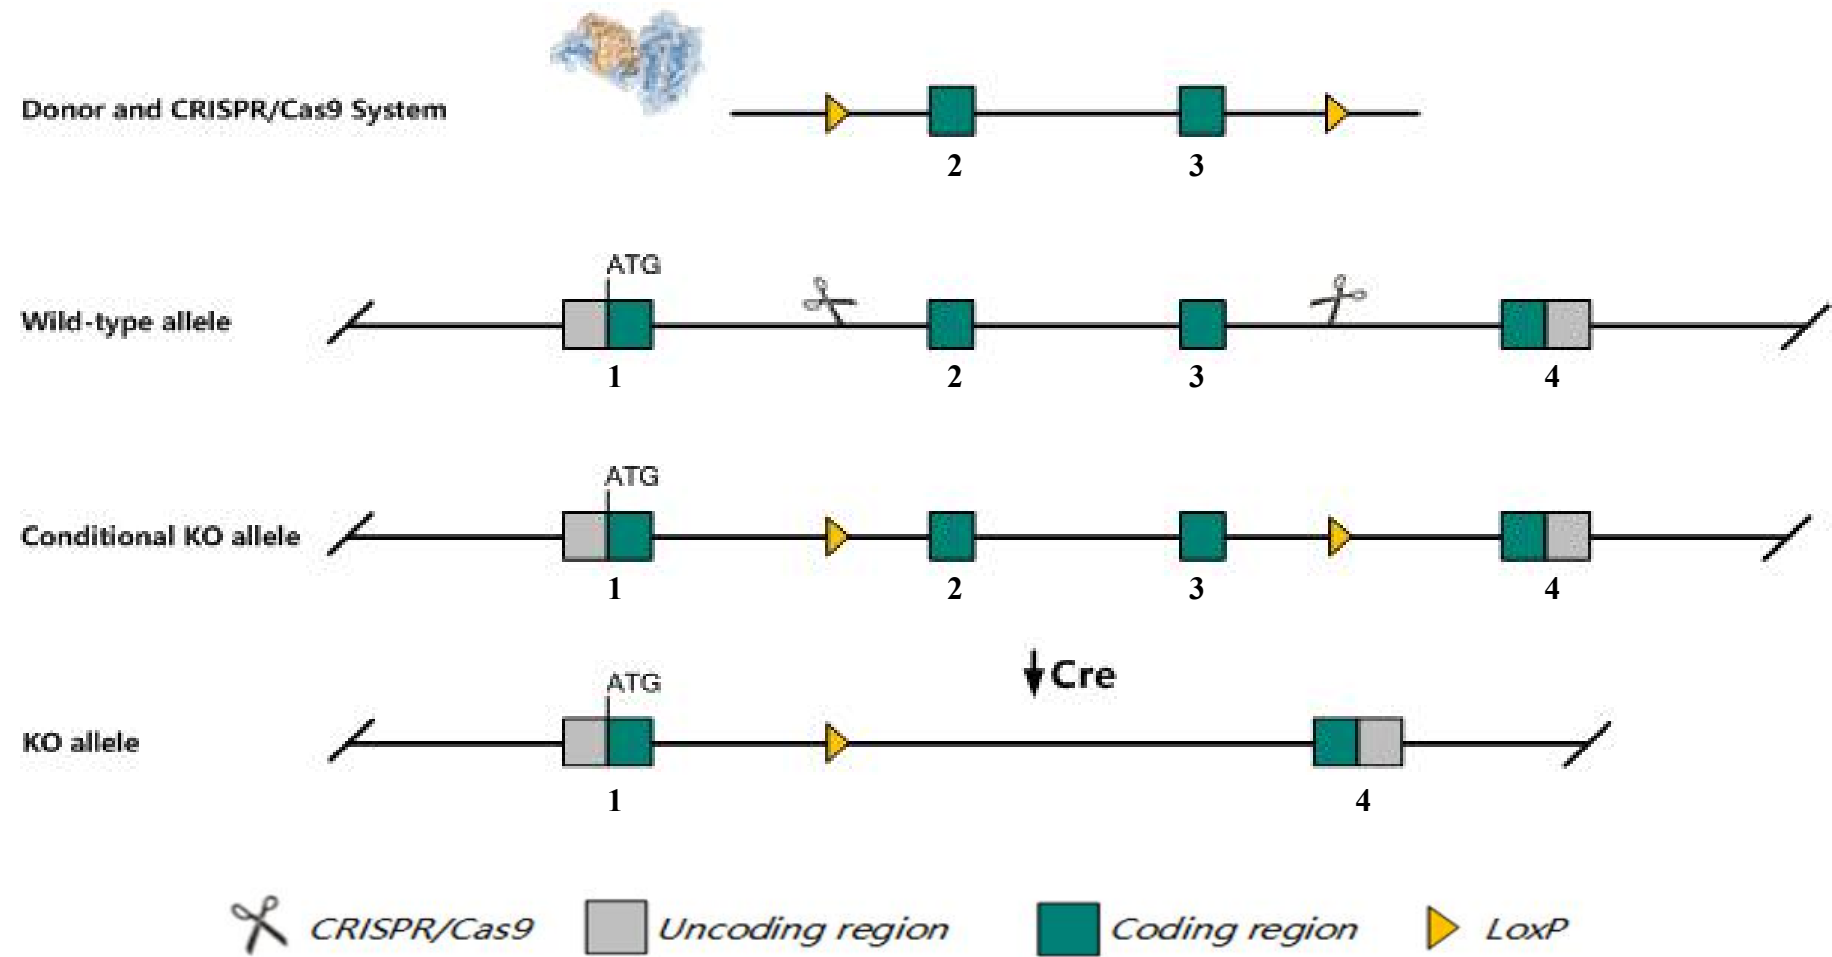 Donor and CRISPR/Cas9 System
2 3
ATG
Wild-type allele
1 2 3 4
ATG
Conditional KO allele
1 2 3 4
Cre
ATG
KO allele
1 4
CRISPR/Cas9 Uncoding region Coding region LoxP